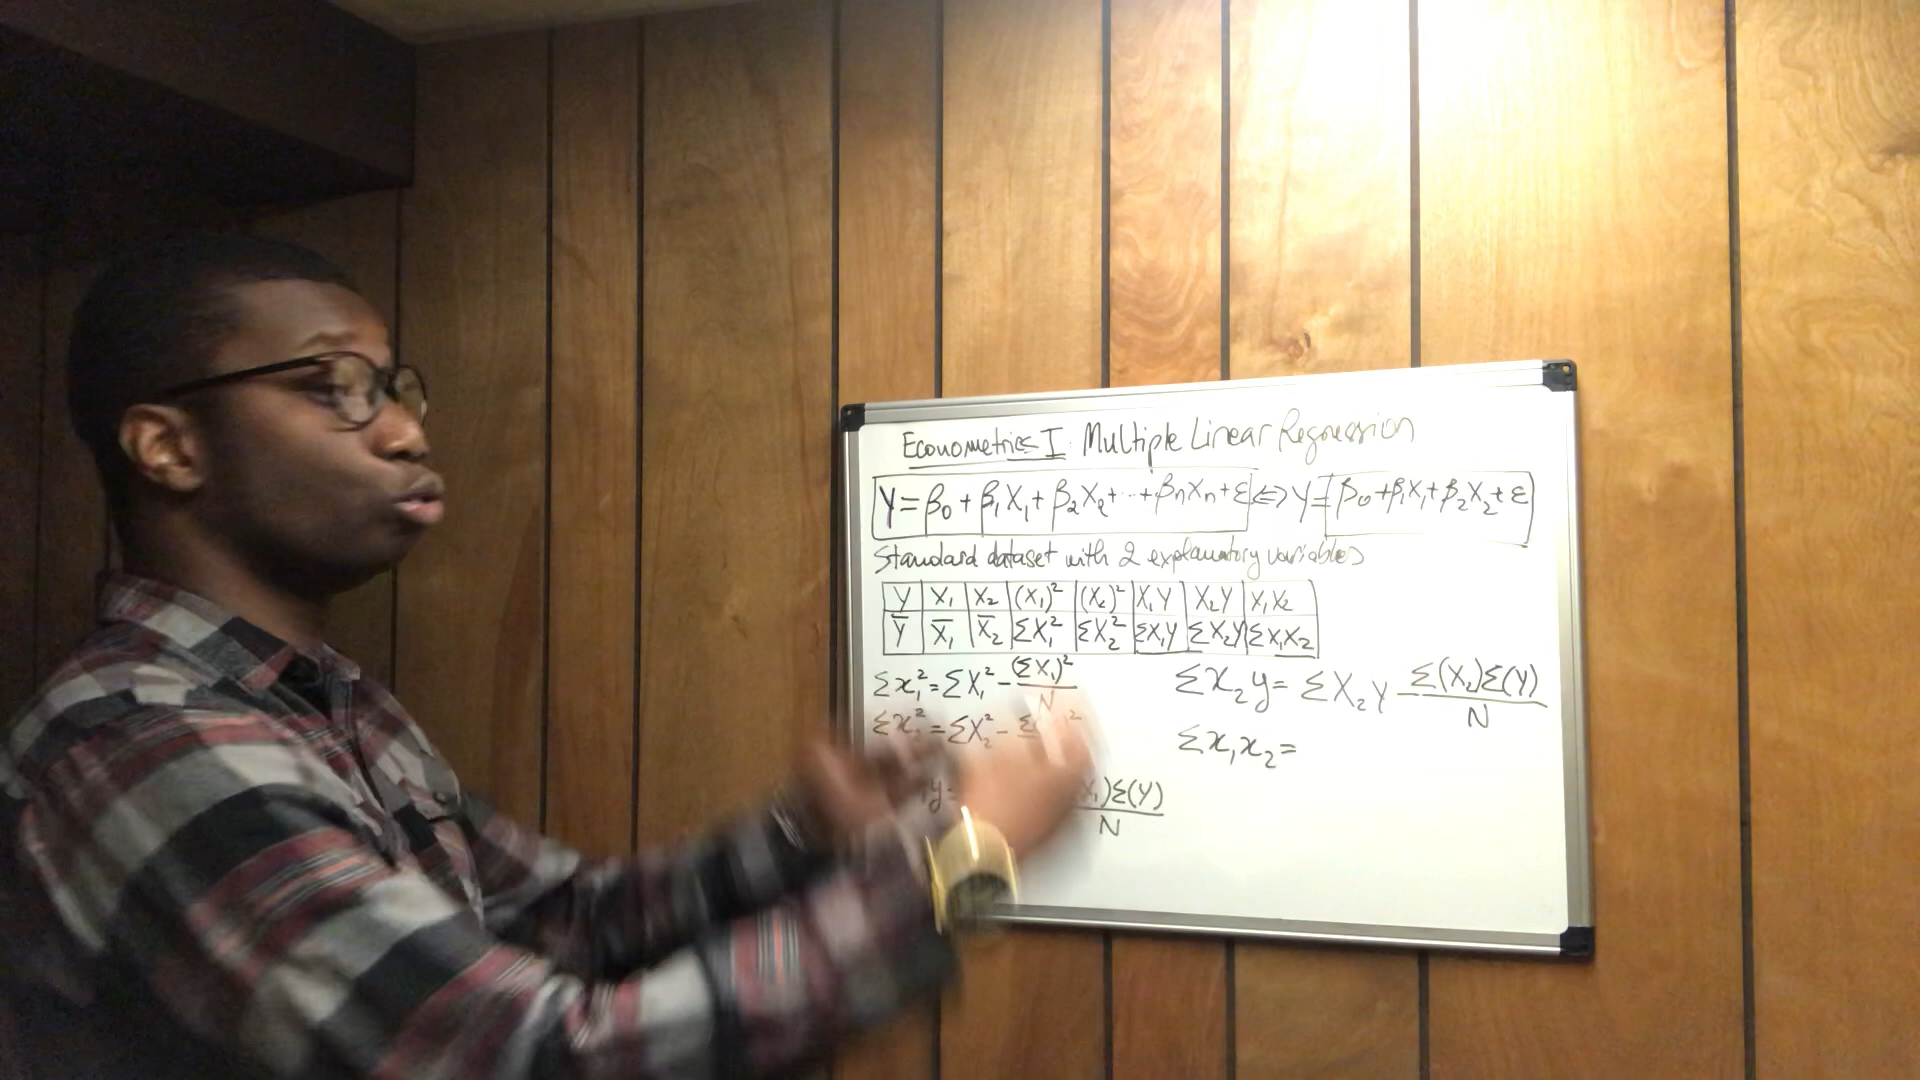 Econometrics I: Multiple Linear Regression
Y = β₀ + β₁X₁ + β₂X₂ + ... + βₙXₙ + ε ⇔ Y = β₀ + β₁X₁ + β₂X₂ + ε
Standard dataset with 2 explanatory variables
Y X₁ X₂ (X₁)² (X₂)² X₁Y X₂Y X₁X₂
Ȳ X̄₁ X̄₂ ΣX₁² ΣX₂² ΣX₁Y ΣX₂Y ΣX₁X₂
Σx₁² = ΣX₁² - (ΣX₁)² / N
Σx₂² = ΣX₂² - Σ ²
y ₁)Σ(Y) / N
Σx₂y = ΣX₂Y - Σ(X₂)Σ(Y) / N
Σx₁x₂ =